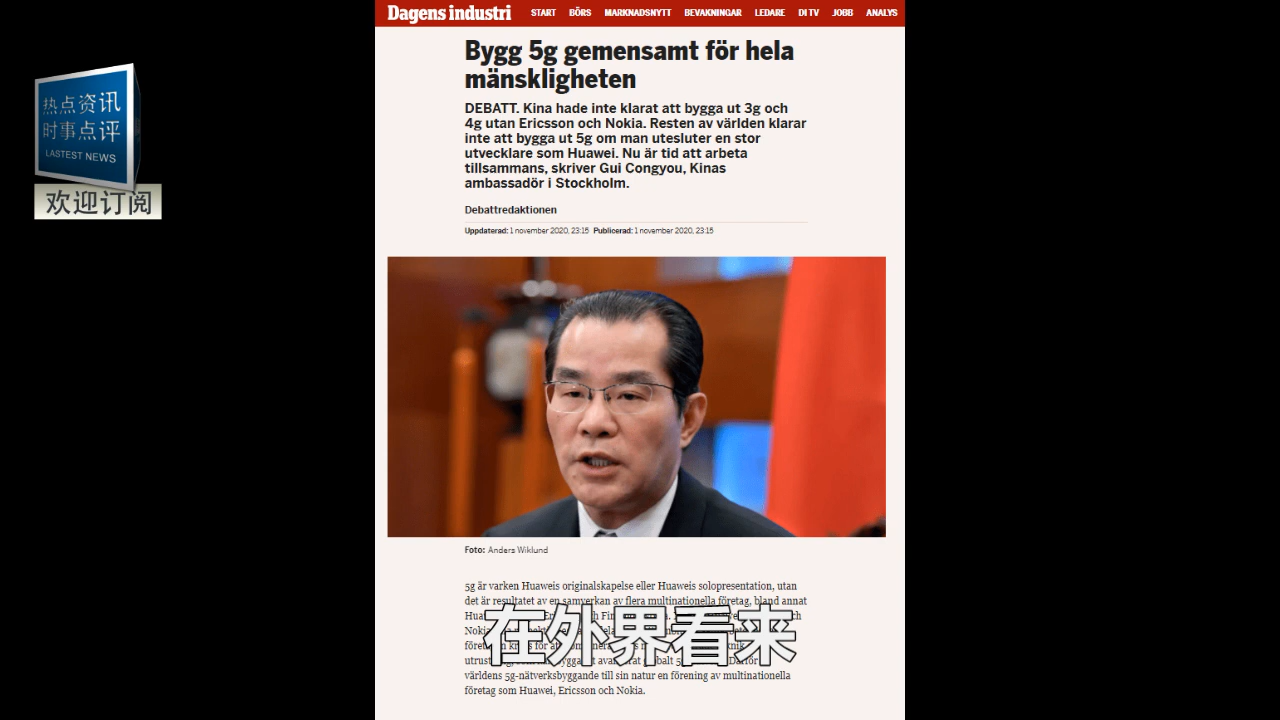 Dagens industri START BÖRS MARKNADSNYTT BEVAKNINGAR LEDARE DI TV JOBB ANALYS
Bygg 5g gemensamt för hela
mänskligheten
DEBATT. Kina hade inte klarat att bygga ut 3g och
4g utan Ericsson och Nokia. Resten av världen klarar
inte att bygga ut 5g om man utesluter en stor
utvecklare som Huawei. Nu är tid att arbeta
tillsammans, skriver Gui Congyou, Kinas
ambassadör i Stockholm.
Debattredaktionen
Uppdaterad: 1 november 2020, 23:15 Publicerad: 1 november 2020, 23:15
热点资讯
时事点评
LASTEST NEWS
欢迎订阅
Foto: Anders Wiklund
5g är varken Huaweis originalskapelse eller Huaweis solopresentation, utan
det är resultatet av en samverkan av flera multinationella företag, bland annat
在外界看来
världens 5g-nätverksbyggande till sin natur en förening av multinationella
företag som Huawei, Ericsson och Nokia.